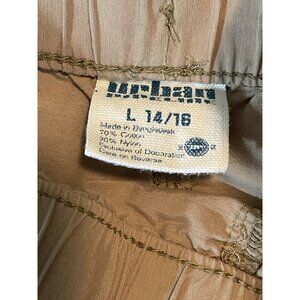 urban
L 14/16
Made in Bangladesh
70% Cotton
30% Nylon
Exclusive of Decoration
Care on Reverse